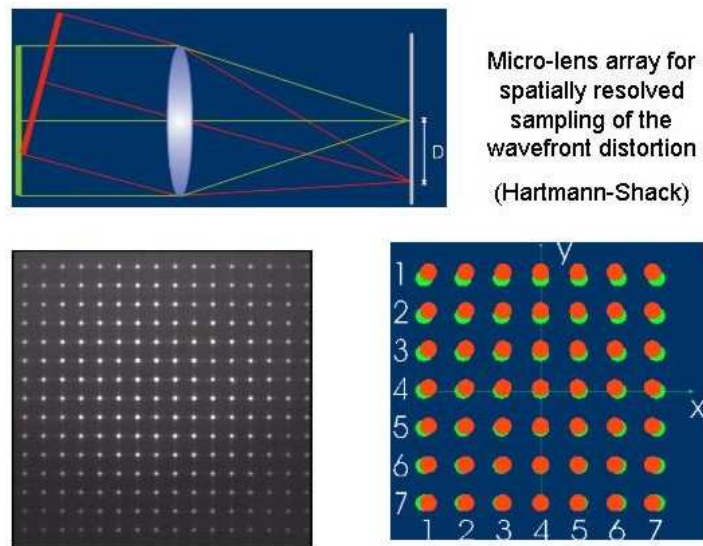 Micro-lens array for
spatially resolved
sampling of the
wavefront distortion
(Hartmann-Shack)
D
y
1
2
3
4
x
5
6
7
1 2 3 4 5 6 7